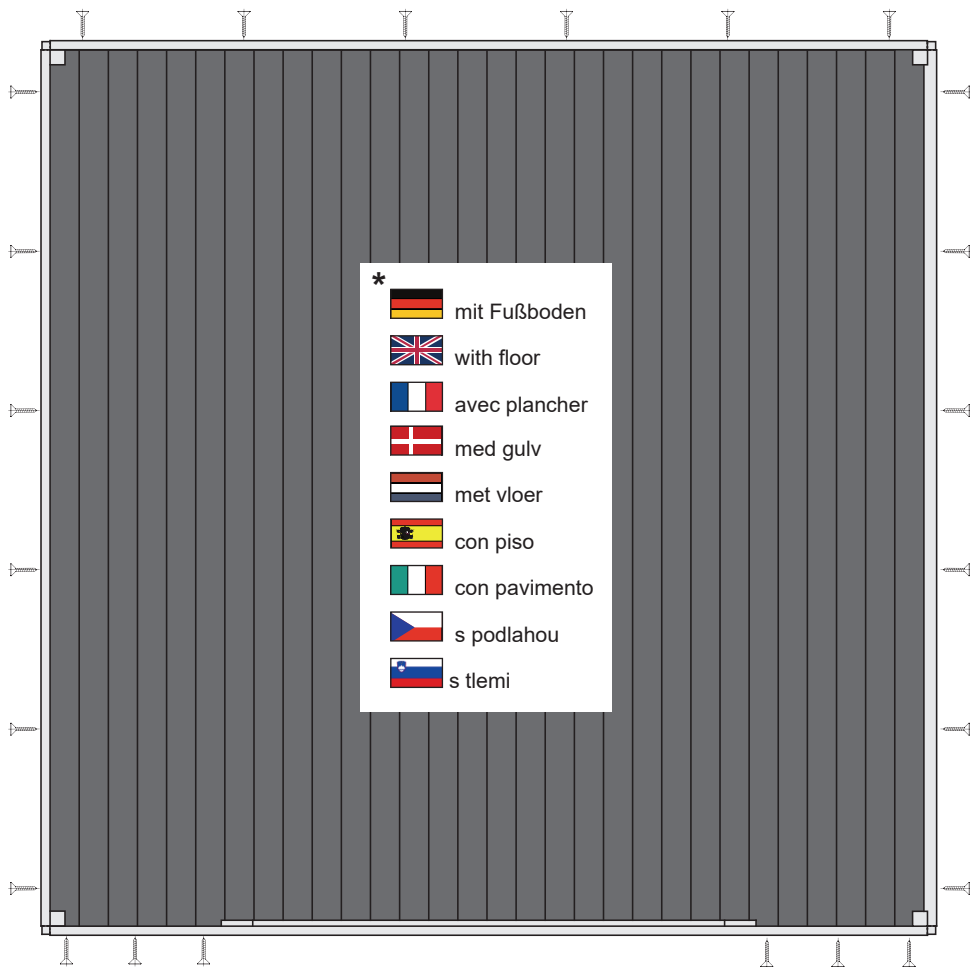 *
mit Fußboden
with floor
avec plancher
med gulv
met vloer
con piso
con pavimento
s podlahou
s tlemi